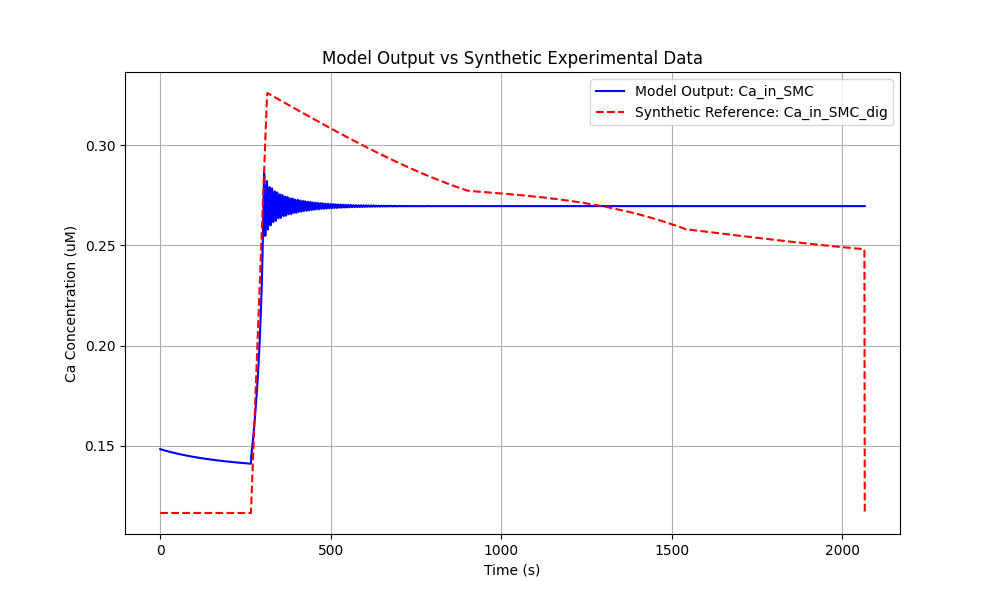 Model Output vs Synthetic Experimental Data
Model Output: Ca_in_SMC
Synthetic Reference: Ca_in_SMC_dig
Ca Concentration (uM)
0.30
0.25
0.20
0.15
0
500
1000
1500
2000
Time (s)